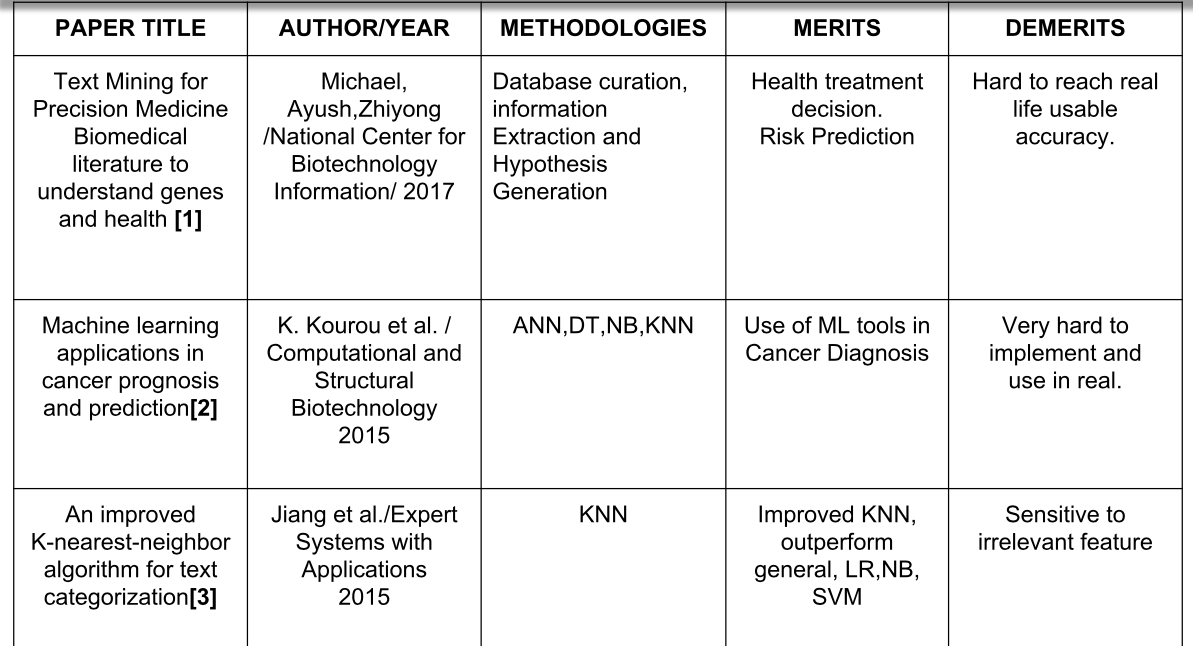 PAPER TITLE
AUTHOR/YEAR
METHODOLOGIES
MERITS
DEMERITS
Text Mining for
Precision Medicine
Biomedical
literature to
understand genes
and health [1]
Michael,
Ayush,Zhiyong
/National Center for
Biotechnology
Information/ 2017
Database curation,
information
Extraction and
Hypothesis
Generation
Health treatment
decision.
Risk Prediction
Hard to reach real
life usable
accuracy.
Machine learning
applications in
cancer prognosis
and prediction[2]
K. Kourou et al. /
Computational and
Structural
Biotechnology
2015
ANN,DT,NB,KNN
Use of ML tools in
Cancer Diagnosis
Very hard to
implement and
use in real.
An improved
K-nearest-neighbor
algorithm for text
categorization[3]
Jiang et al./Expert
Systems with
Applications
2015
KNN
Improved KNN,
outperform
general, LR,NB,
SVM
Sensitive to
irrelevant feature